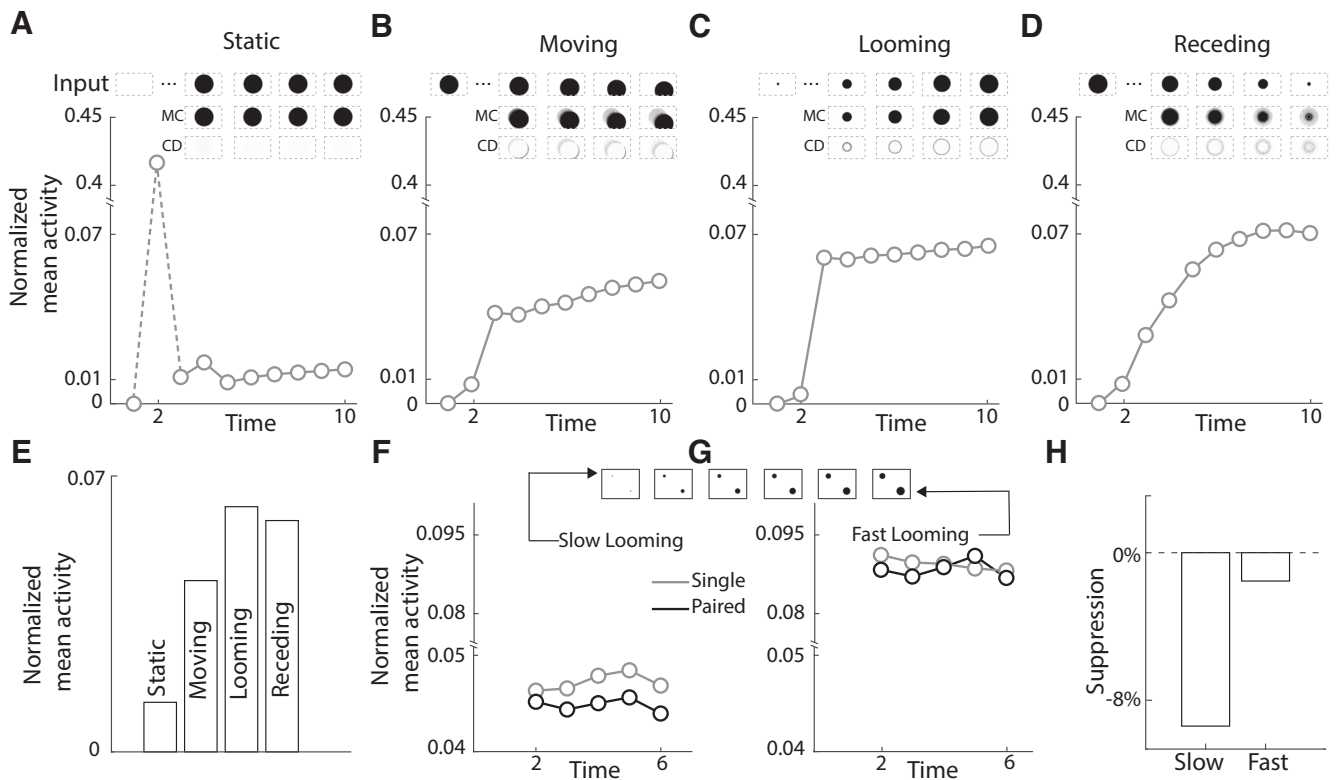 A
Static
B
Moving
C
Looming
D
Receding
Input
...
...
...
...
MC
MC
MC
MC
CD
CD
CD
CD
Normalized
mean activity
0.45
0.4
0.07
0.01
0
2
Time
10
0.45
0.4
0.07
0.01
0
2
Time
10
0.45
0.4
0.07
0.01
0
2
Time
10
0.45
0.4
0.07
0.01
0
2
Time
10
E
Normalized
mean activity
0.07
0
Static
Moving
Looming
Receding
F
Normalized
mean activity
0.095
0.08
0.05
0.04
Slow Looming
Single
Paired
2
Time
6
G
0.095
0.08
0.05
0.04
Fast Looming
2
Time
6
H
Suppression
0%
-8%
Slow
Fast